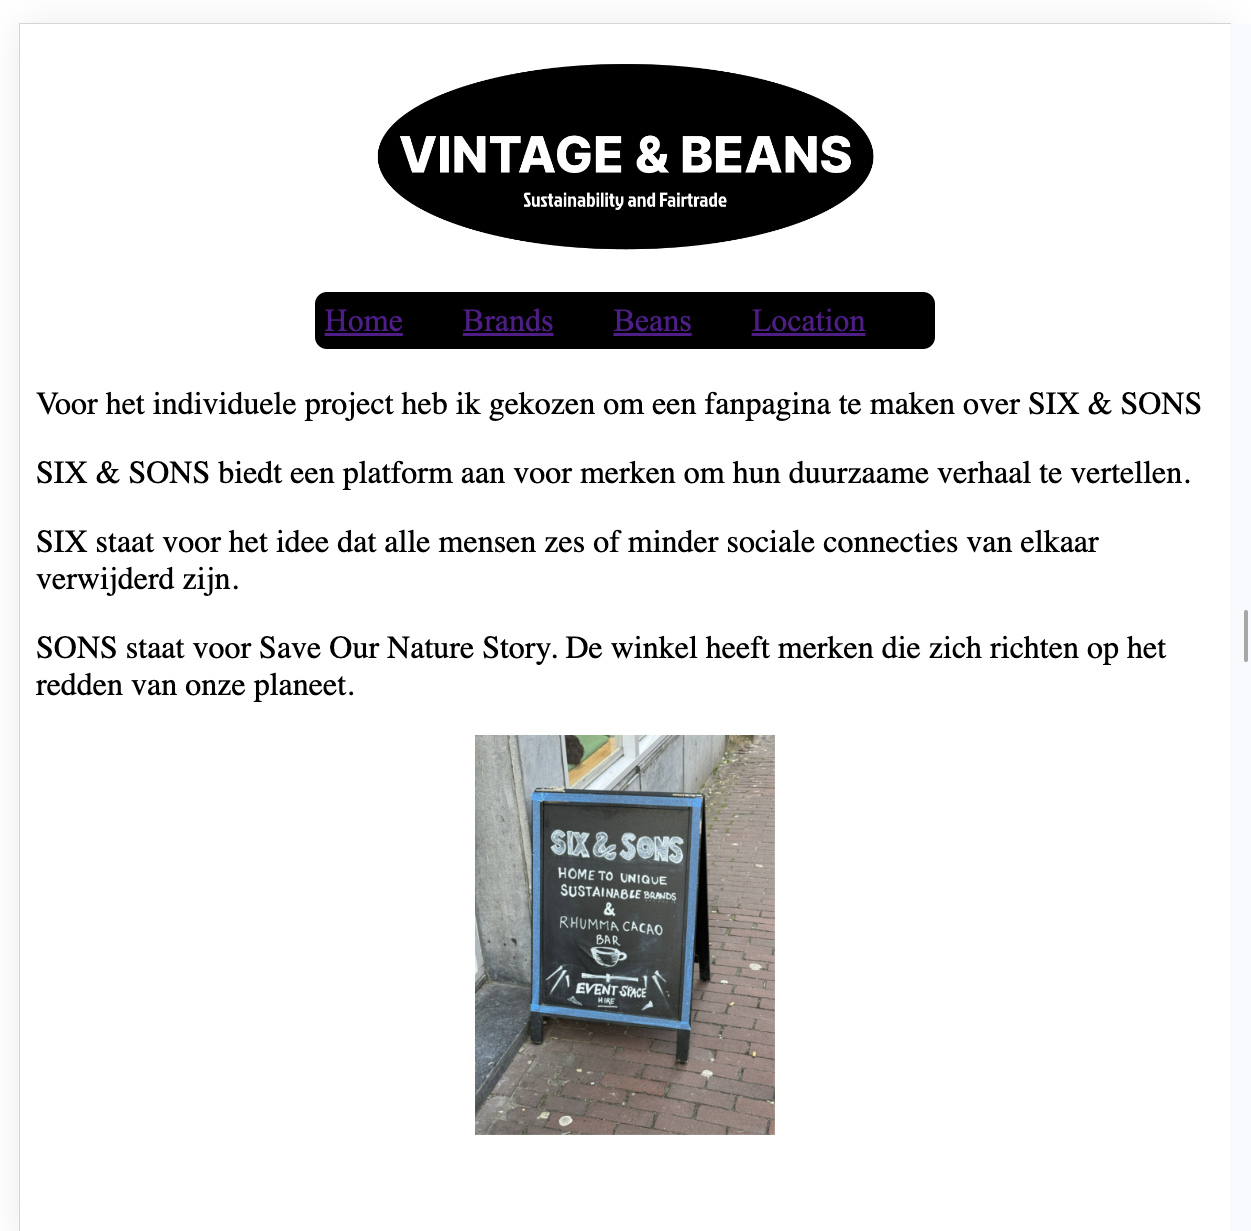 VINTAGE & BEANS
Sustainability and Fairtrade
Home Brands Beans Location
Voor het individuele project heb ik gekozen om een fanpagina te maken over SIX & SONS
SIX & SONS biedt een platform aan voor merken om hun duurzaame verhaal te vertellen.
SIX staat voor het idee dat alle mensen zes of minder sociale connecties van elkaar
verwijderd zijn.
SONS staat voor Save Our Nature Story. De winkel heeft merken die zich richten op het
redden van onze planeet.
SIX & SONS
HOME TO UNIQUE
SUSTAINABLE BRANDS
&
RHUMMA CACAO
BAR
EVENT SPACE
HIRE